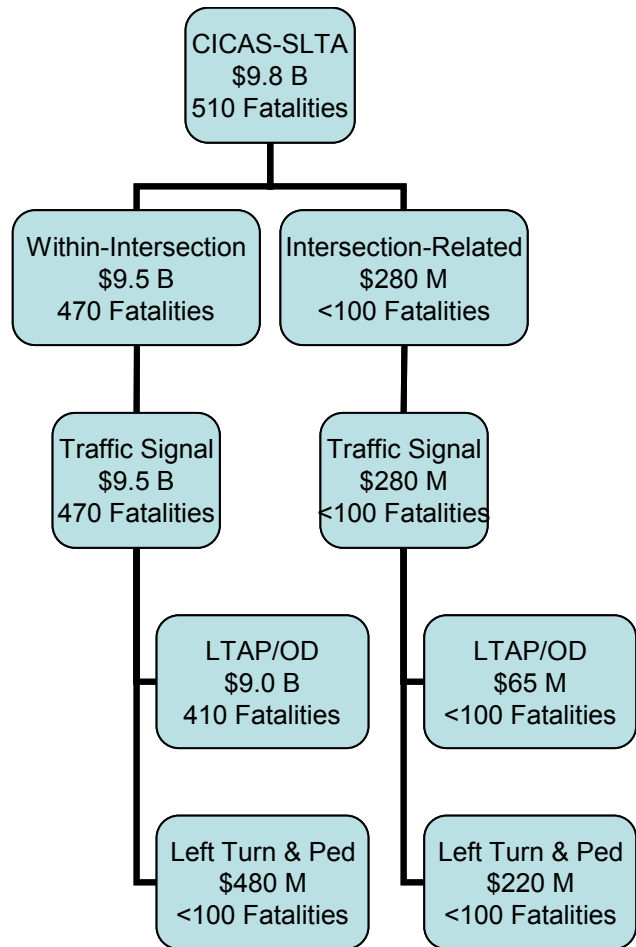 CICAS-SLTA
$9.8 B
510 Fatalities
Within-Intersection
$9.5 B
470 Fatalities
Intersection-Related
$280 M
<100 Fatalities
Traffic Signal
$9.5 B
470 Fatalities
Traffic Signal
$280 M
<100 Fatalities
LTAP/OD
$9.0 B
410 Fatalities
LTAP/OD
$65 M
<100 Fatalities
Left Turn & Ped
$480 M
<100 Fatalities
Left Turn & Ped
$220 M
<100 Fatalities